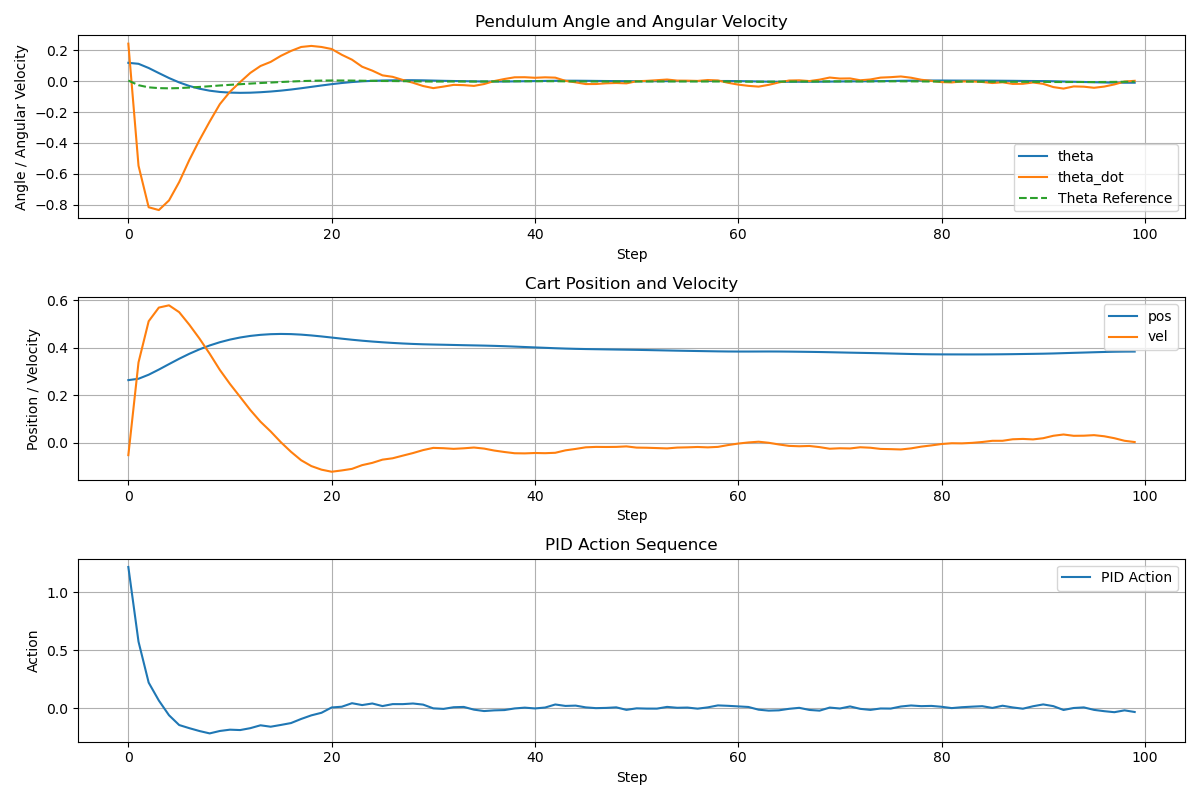 Pendulum Angle and Angular Velocity
Angle / Angular Velocity
0.2
0.0
−0.2
−0.4
−0.6
−0.8
theta
theta_dot
Theta Reference
0 20 40 60 80 100
Step
Cart Position and Velocity
Position / Velocity
0.6
0.4
0.2
0.0
pos
vel
0 20 40 60 80 100
Step
PID Action Sequence
Action
1.0
0.5
0.0
PID Action
0 20 40 60 80 100
Step